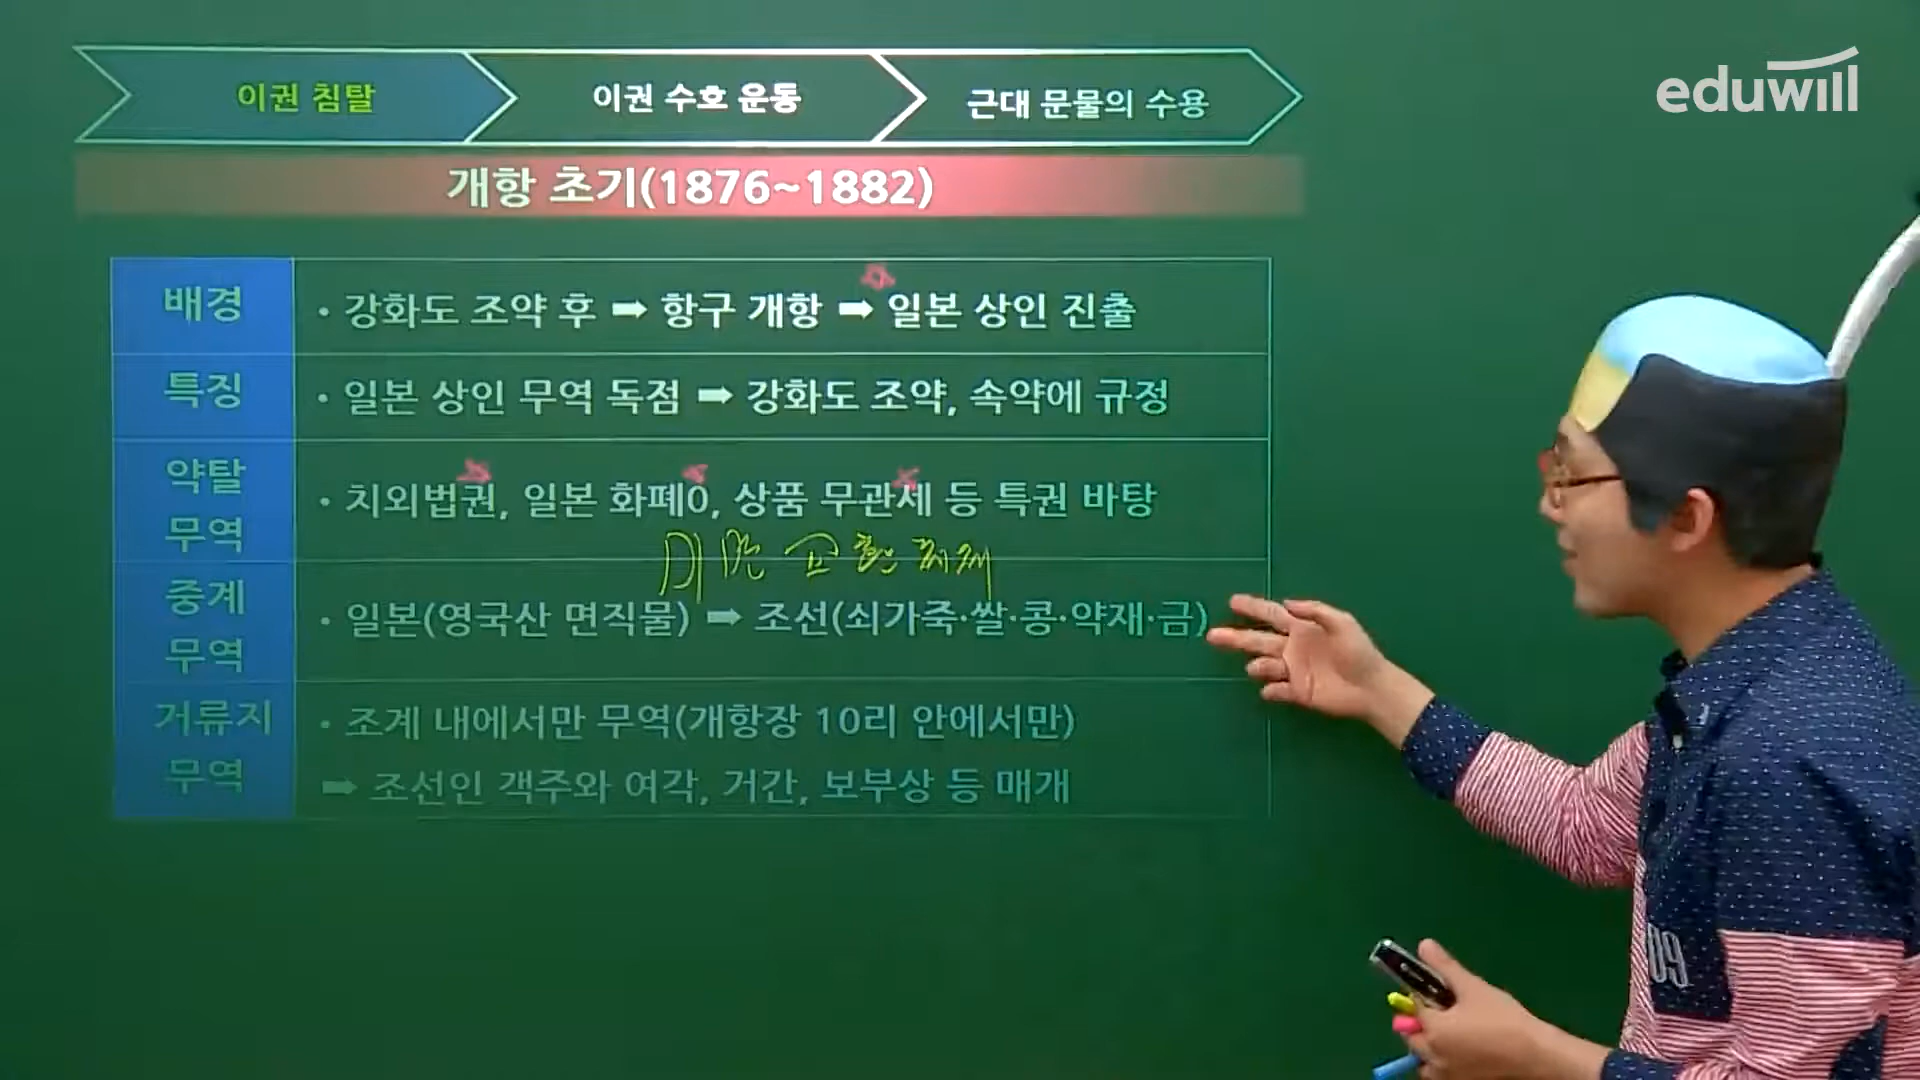 eduwill
이권 침탈
이권 수호 운동
근대 문물의 수용
개항 초기(1876~1882)
배경
• 강화도 조약 후 ➡ 항구 개항 ➡ 일본 상인 진출
특징
• 일본 상인 무역 독점 ➡ 강화도 조약, 속약에 규정
약탈
무역
• 치외법권, 일본 화폐0, 상품 무관세 등 특권 바탕
중계
무역
• 일본(영국산 면직물) ➡ 조선(쇠가죽·쌀·콩·약재·금)
거류지
무역
• 조계 내에서만 무역(개항장 10리 안에서만)
➡ 조선인 객주와 여각, 거간, 보부상 등 매개
09